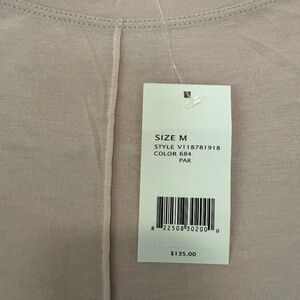 SIZE M
STYLE V118781918
COLOR 684
PAR
8 22508 30200 0
$135.00